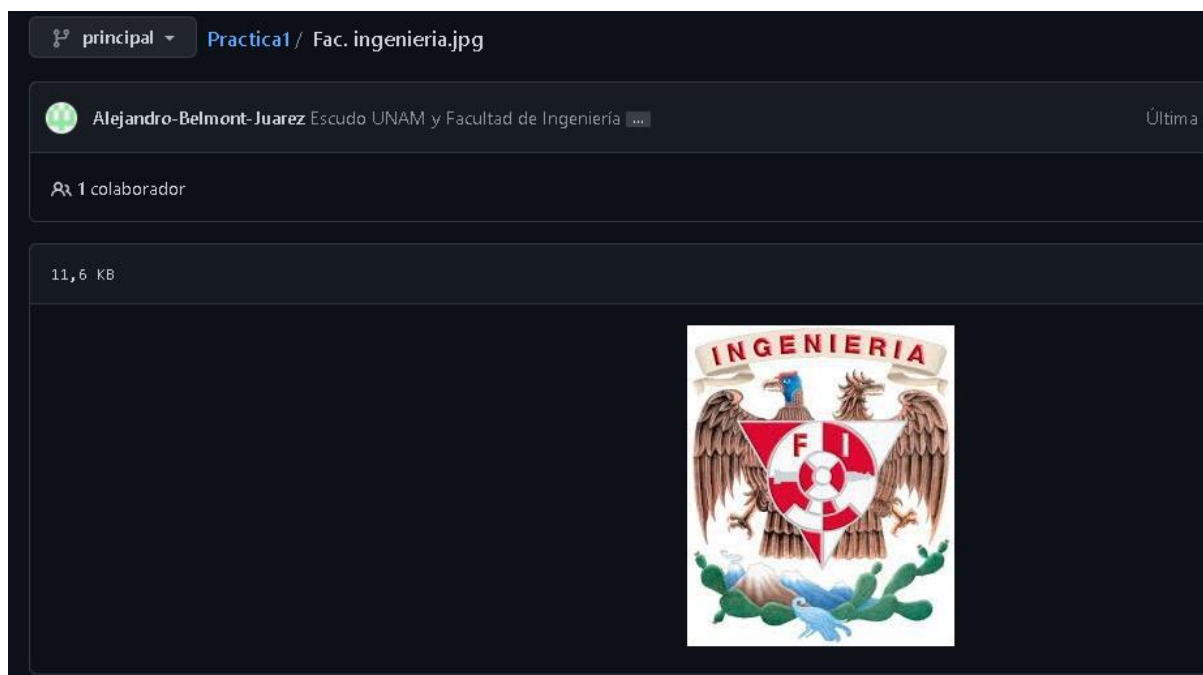 principal Practica1 / Fac. ingenieria.jpg
Alejandro-Belmont-Juarez Escudo UNAM y Facultad de Ingeniería ... Última
1 colaborador
11,6 KB
INGENIERIA
F I